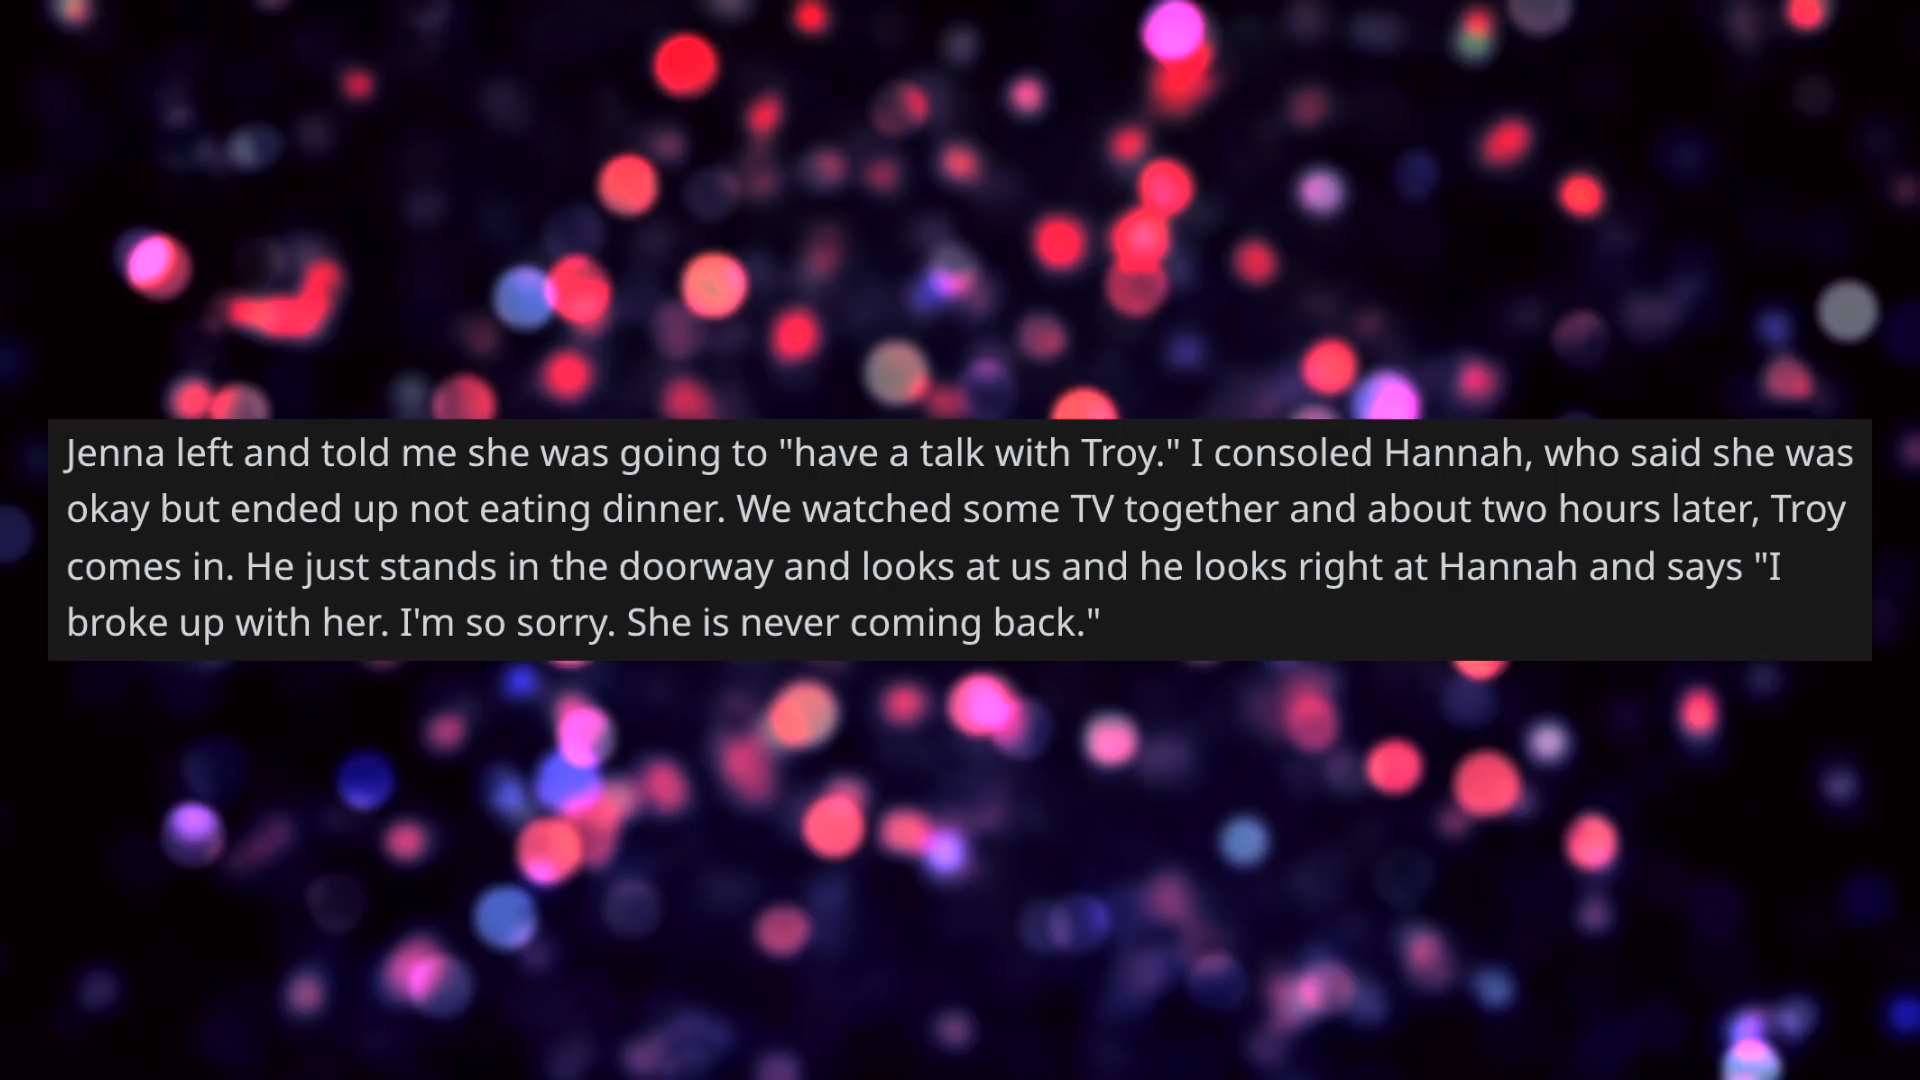 Jenna left and told me she was going to "have a talk with Troy." I consoled Hannah, who said she was
okay but ended up not eating dinner. We watched some TV together and about two hours later, Troy
comes in. He just stands in the doorway and looks at us and he looks right at Hannah and says "I
broke up with her. I'm so sorry. She is never coming back."